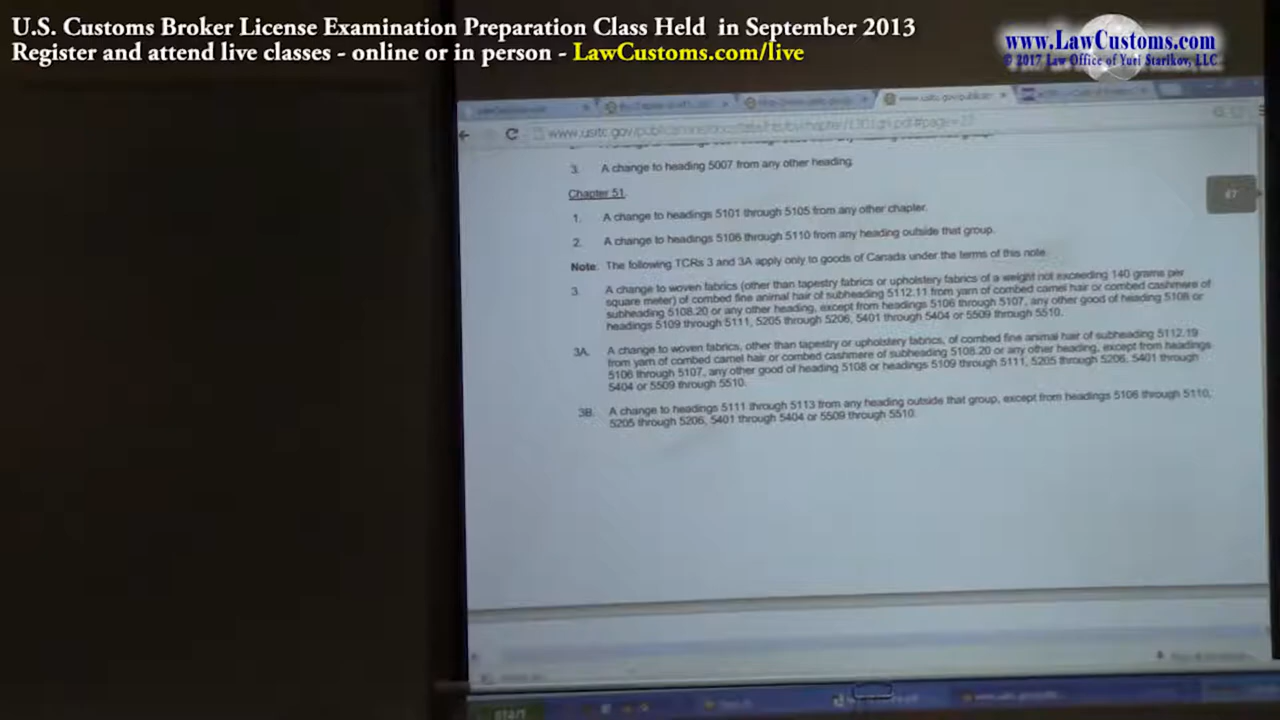 U.S. Customs Broker License Examination Preparation Class Held in September 2013
Register and attend live classes - online or in person - LawCustoms.com/live
www.LawCustoms.com
© 2017 Law Office of Yuri Starikov, LLC
3. A change to heading 5007 from any other heading.
Chapter 51.
1. A change to headings 5101 through 5105 from any other chapter.
2. A change to headings 5106 through 5110 from any heading outside that group.
Note: The following TCRs 3 and 3A apply only to goods of Canada under the terms of this note.
3. A change to woven fabrics (other than tapestry fabrics or upholstery fabrics of a weight not exceeding 140 grams per
square meter) of combed fine animal hair of subheading 5112.11 from yarn of combed camel hair or combed cashmere of
subheading 5108.20 or any other heading, except from headings 5106 through 5107, any other good of heading 5108 or
headings 5109 through 5111, 5205 through 5206, 5401 through 5404 or 5509 through 5510.
3A. A change to woven fabrics, other than tapestry or upholstery fabrics, of combed fine animal hair of subheading 5112.19
from yarn of combed camel hair or combed cashmere of subheading 5108.20 or any other heading, except from headings
5106 through 5107, any other good of heading 5108 or headings 5109 through 5111, 5205 through 5206, 5401 through
5404 or 5509 through 5510.
3B. A change to headings 5111 through 5113 from any heading outside that group, except from headings 5106 through 5110,
5205 through 5206, 5401 through 5404 or 5509 through 5510.